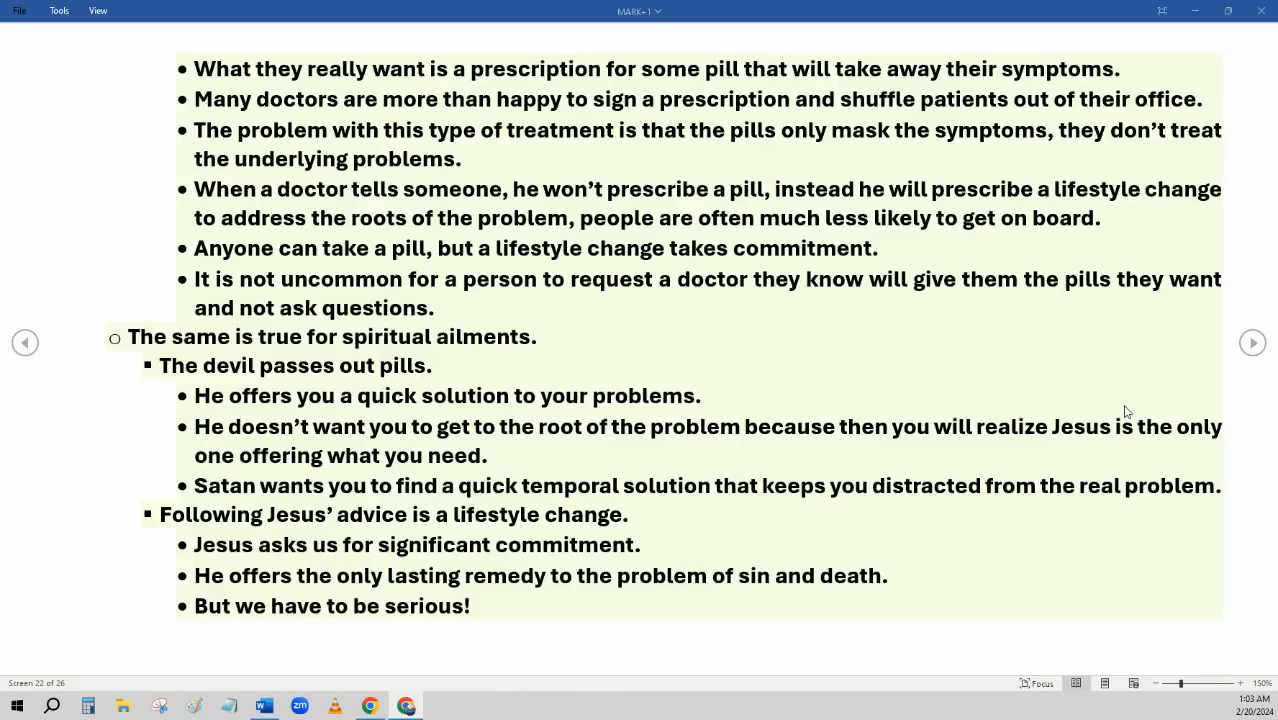 File Tools View MARK+1
• What they really want is a prescription for some pill that will take away their symptoms.
• Many doctors are more than happy to sign a prescription and shuffle patients out of their office.
• The problem with this type of treatment is that the pills only mask the symptoms, they don’t treat
the underlying problems.
• When a doctor tells someone, he won’t prescribe a pill, instead he will prescribe a lifestyle change
to address the roots of the problem, people are often much less likely to get on board.
• Anyone can take a pill, but a lifestyle change takes commitment.
• It is not uncommon for a person to request a doctor they know will give them the pills they want
and not ask questions.
o The same is true for spiritual ailments.
▪ The devil passes out pills.
• He offers you a quick solution to your problems.
• He doesn’t want you to get to the root of the problem because then you will realize Jesus is the only
one offering what you need.
• Satan wants you to find a quick temporal solution that keeps you distracted from the real problem.
▪ Following Jesus’ advice is a lifestyle change.
• Jesus asks us for significant commitment.
• He offers the only lasting remedy to the problem of sin and death.
• But we have to be serious!
Screen 22 of 26 Focus 150%
W zm 1:03 AM
2/20/2024